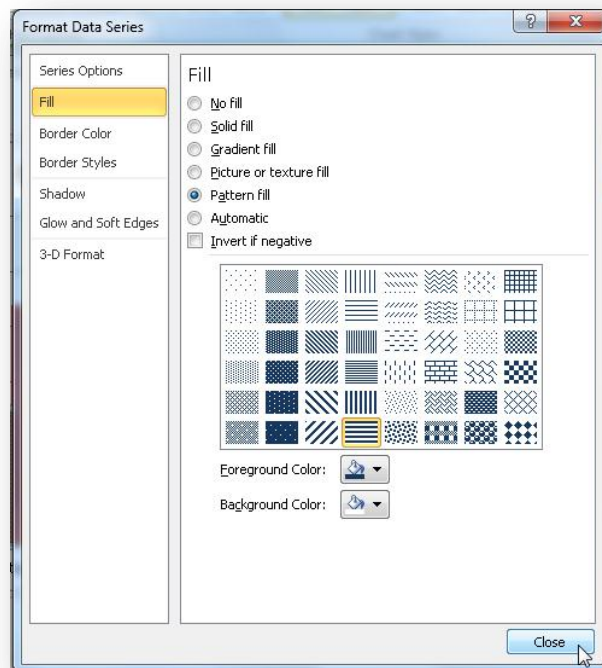 Format Data Series
Series Options
Fill
Border Color
Border Styles
Shadow
Glow and Soft Edges
3-D Format
Fill
No fill
Solid fill
Gradient fill
Picture or texture fill
Pattern fill
Automatic
Invert if negative
Foreground Color:
Background Color:
Close